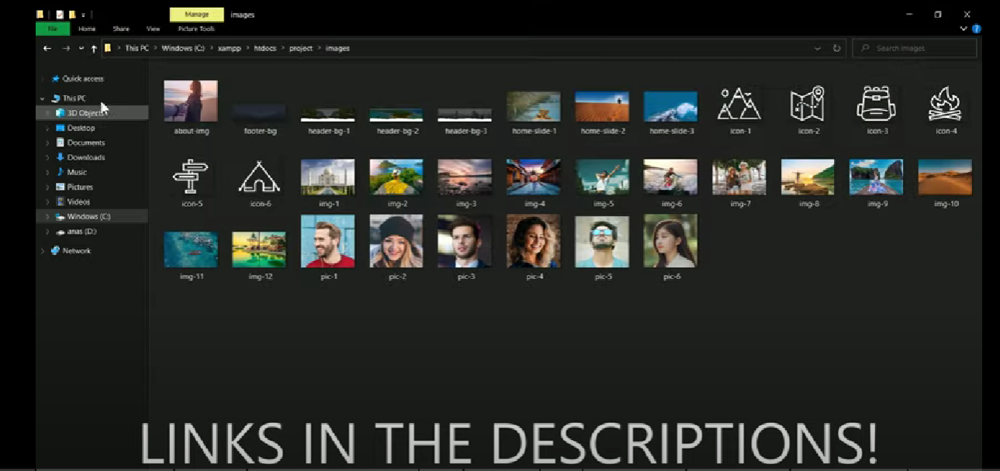 Manage images
File Home Share View Picture Tools
This PC > Windows (C:) > xampp > htdocs > project > images
Search images
Quick access
This PC
3D Objects
Desktop
Documents
Downloads
Music
Pictures
Videos
Windows (C:)
anas (D:)
Network
about-img footer-bg header-bg-1 header-bg-2 header-bg-3 home-slide-1 home-slide-2 home-slide-3 icon-1 icon-2 icon-3 icon-4
icon-5 icon-6 img-1 img-2 img-3 img-4 img-5 img-6 img-7 img-8 img-9 img-10
img-11 img-12 pic-1 pic-2 pic-3 pic-4 pic-5 pic-6
LINKS IN THE DESCRIPTIONS!